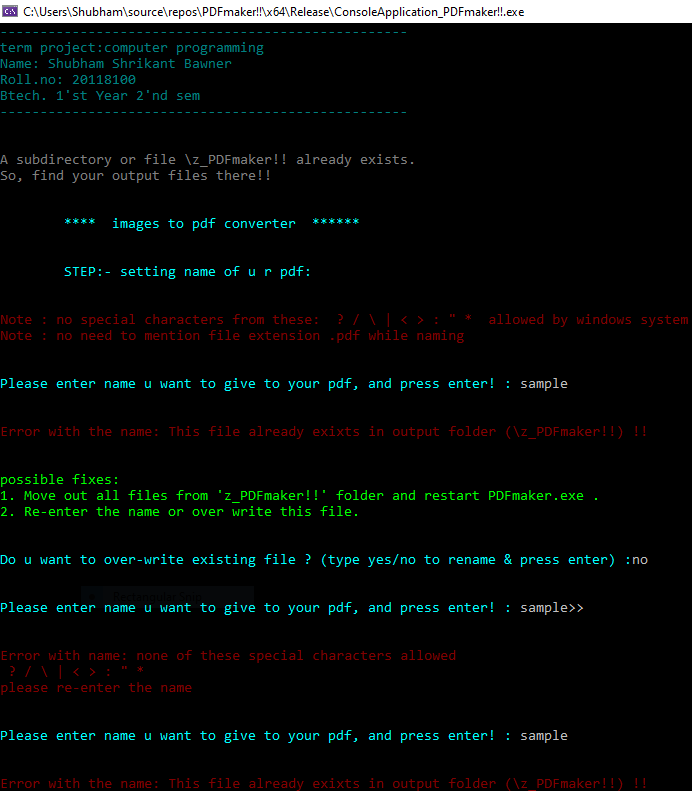 C:\Users\Shubham\source\repos\PDFmaker!!\x64\Release\ConsoleApplication_PDFmaker!!.exe
---------------------------------------------------
term project:computer programming
Name: Shubham Shrikant Bawner
Roll.no: 20118100
Btech. 1'st Year 2'nd sem
---------------------------------------------------
A subdirectory or file \z_PDFmaker!! already exists.
So, find your output files there!!
**** images to pdf converter ******
STEP:- setting name of u r pdf:
Note : no special characters from these: ? / \ | < > : " * allowed by windows system
Note : no need to mention file extension .pdf while naming
Please enter name u want to give to your pdf, and press enter! : sample
Error with the name: This file already exixts in output folder (\z_PDFmaker!!) !!
possible fixes:
1. Move out all files from 'z_PDFmaker!!' folder and restart PDFmaker.exe .
2. Re-enter the name or over write this file.
Do u want to over-write existing file ? (type yes/no to rename & press enter) :no
Please enter name u want to give to your pdf, and press enter! : sample>>
Error with name: none of these special characters allowed
? / \ | < > : " *
please re-enter the name
Please enter name u want to give to your pdf, and press enter! : sample
Error with the name: This file already exixts in output folder (\z_PDFmaker!!) !!